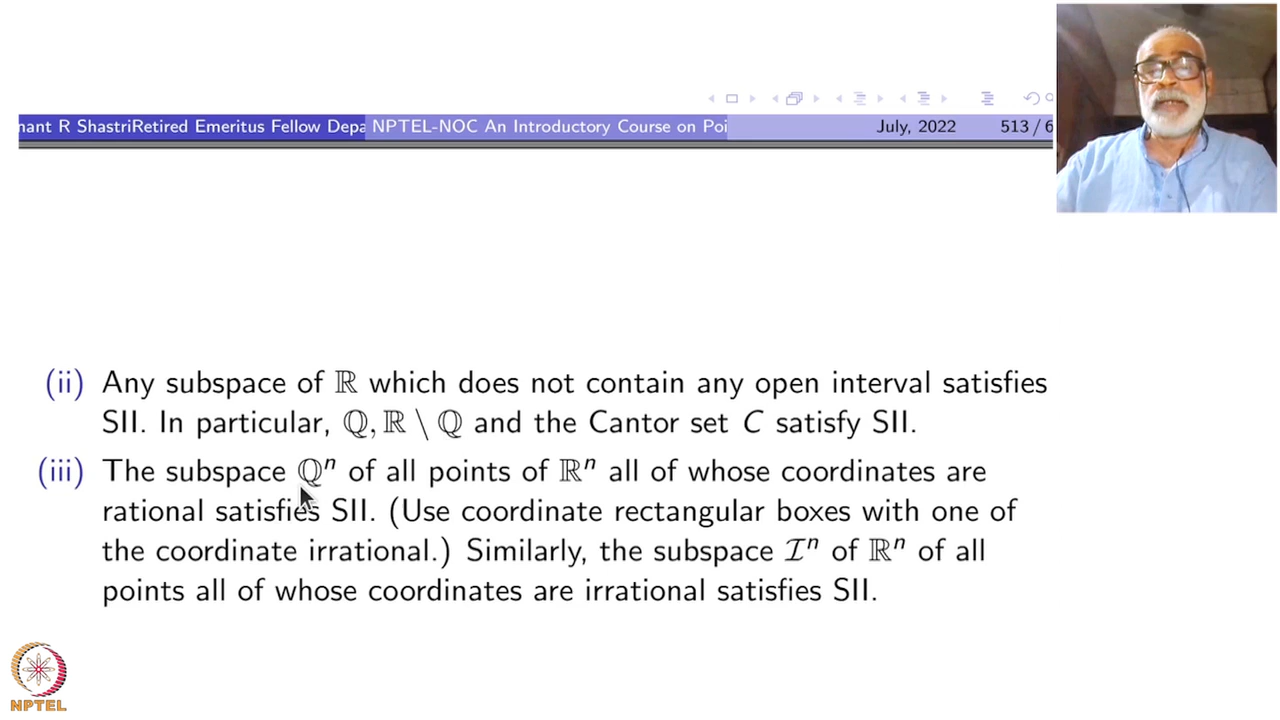 nant R ShastriRetired Emeritus Fellow Depa NPTEL-NOC An Introductory Course on Poi July, 2022 513 / 6
(ii) Any subspace of ℝ which does not contain any open interval satisfies
SII. In particular, ℚ, ℝ \ ℚ and the Cantor set C satisfy SII.
(iii) The subspace ℚⁿ of all points of ℝⁿ all of whose coordinates are
rational satisfies SII. (Use coordinate rectangular boxes with one of
the coordinate irrational.) Similarly, the subspace ℐⁿ of ℝⁿ of all
points all of whose coordinates are irrational satisfies SII.
NPTEL